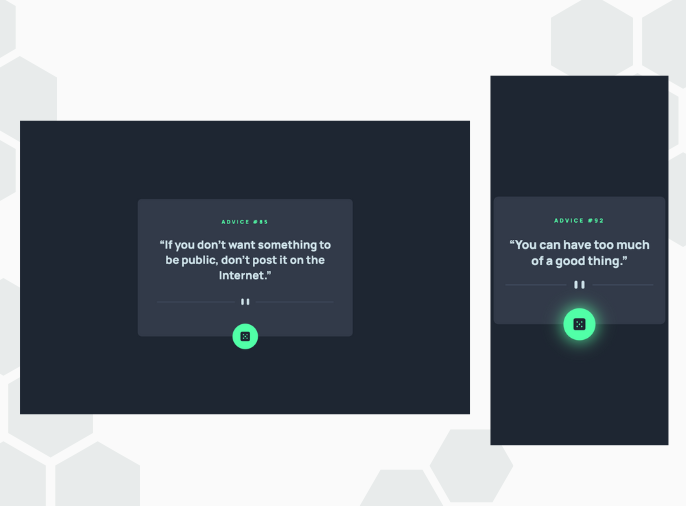 ADVICE #85
“If you don't want something to
be public, don't post it on the
Internet.”
ADVICE #92
“You can have too much
of a good thing.”